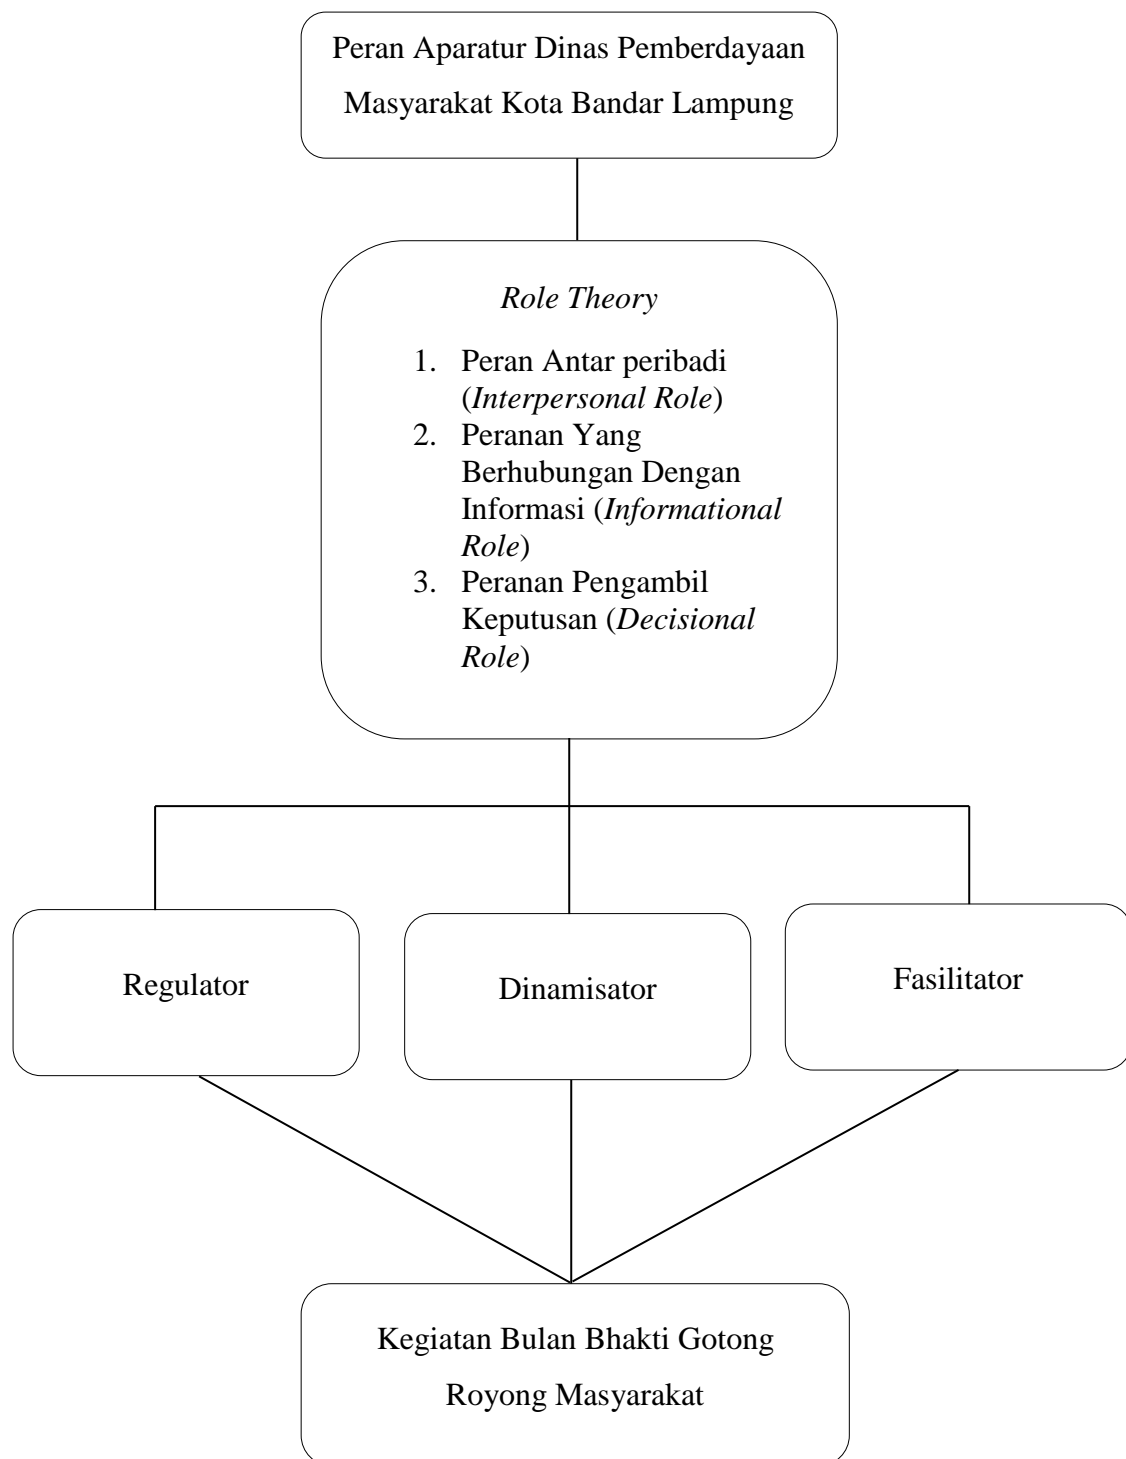 Peran Aparatur Dinas Pemberdayaan
Masyarakat Kota Bandar Lampung
Role Theory
1. Peran Antar peribadi
(Interpersonal Role)
2. Peranan Yang
Berhubungan Dengan
Informasi (Informational
Role)
3. Peranan Pengambil
Keputusan (Decisional
Role)
Regulator
Dinamisator
Fasilitator
Kegiatan Bulan Bhakti Gotong
Royong Masyarakat